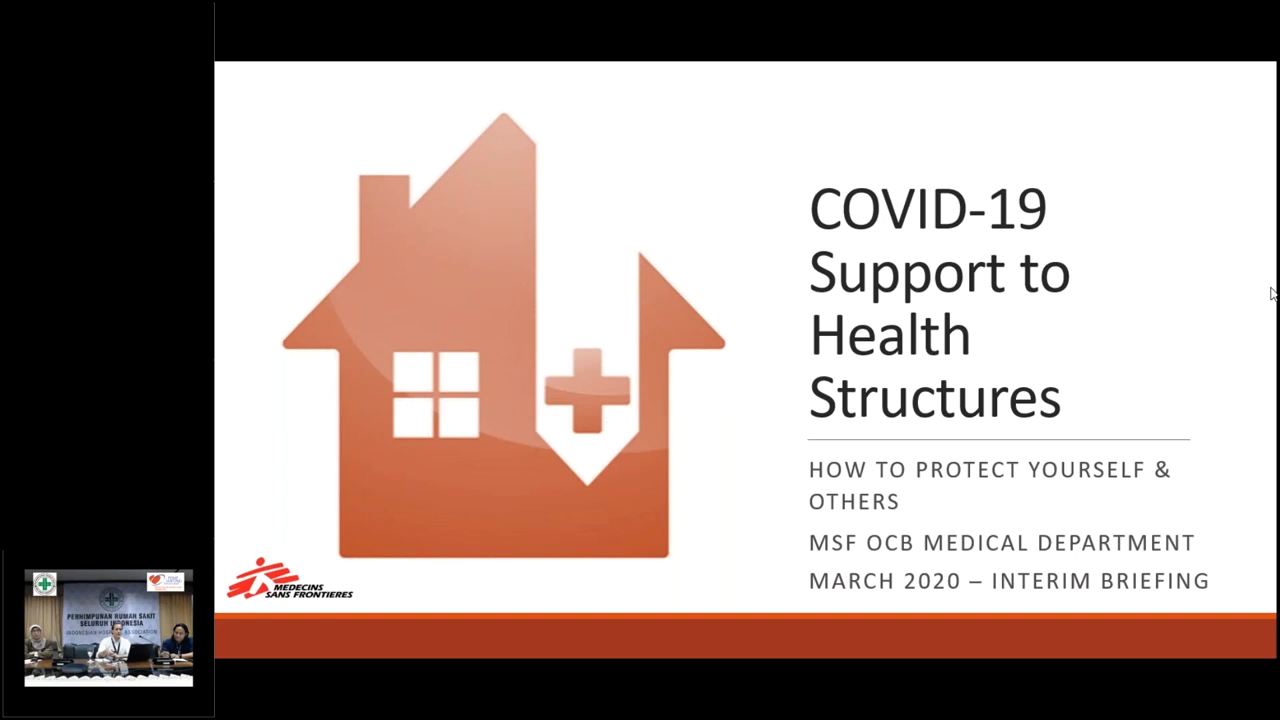 COVID-19
Support to
Health
Structures
HOW TO PROTECT YOURSELF &
OTHERS
MSF OCB MEDICAL DEPARTMENT
MARCH 2020 – INTERIM BRIEFING
MEDECINS
SANS FRONTIERES
PERHIMPUNAN RUMAH SAKIT
SELURUH INDONESIA